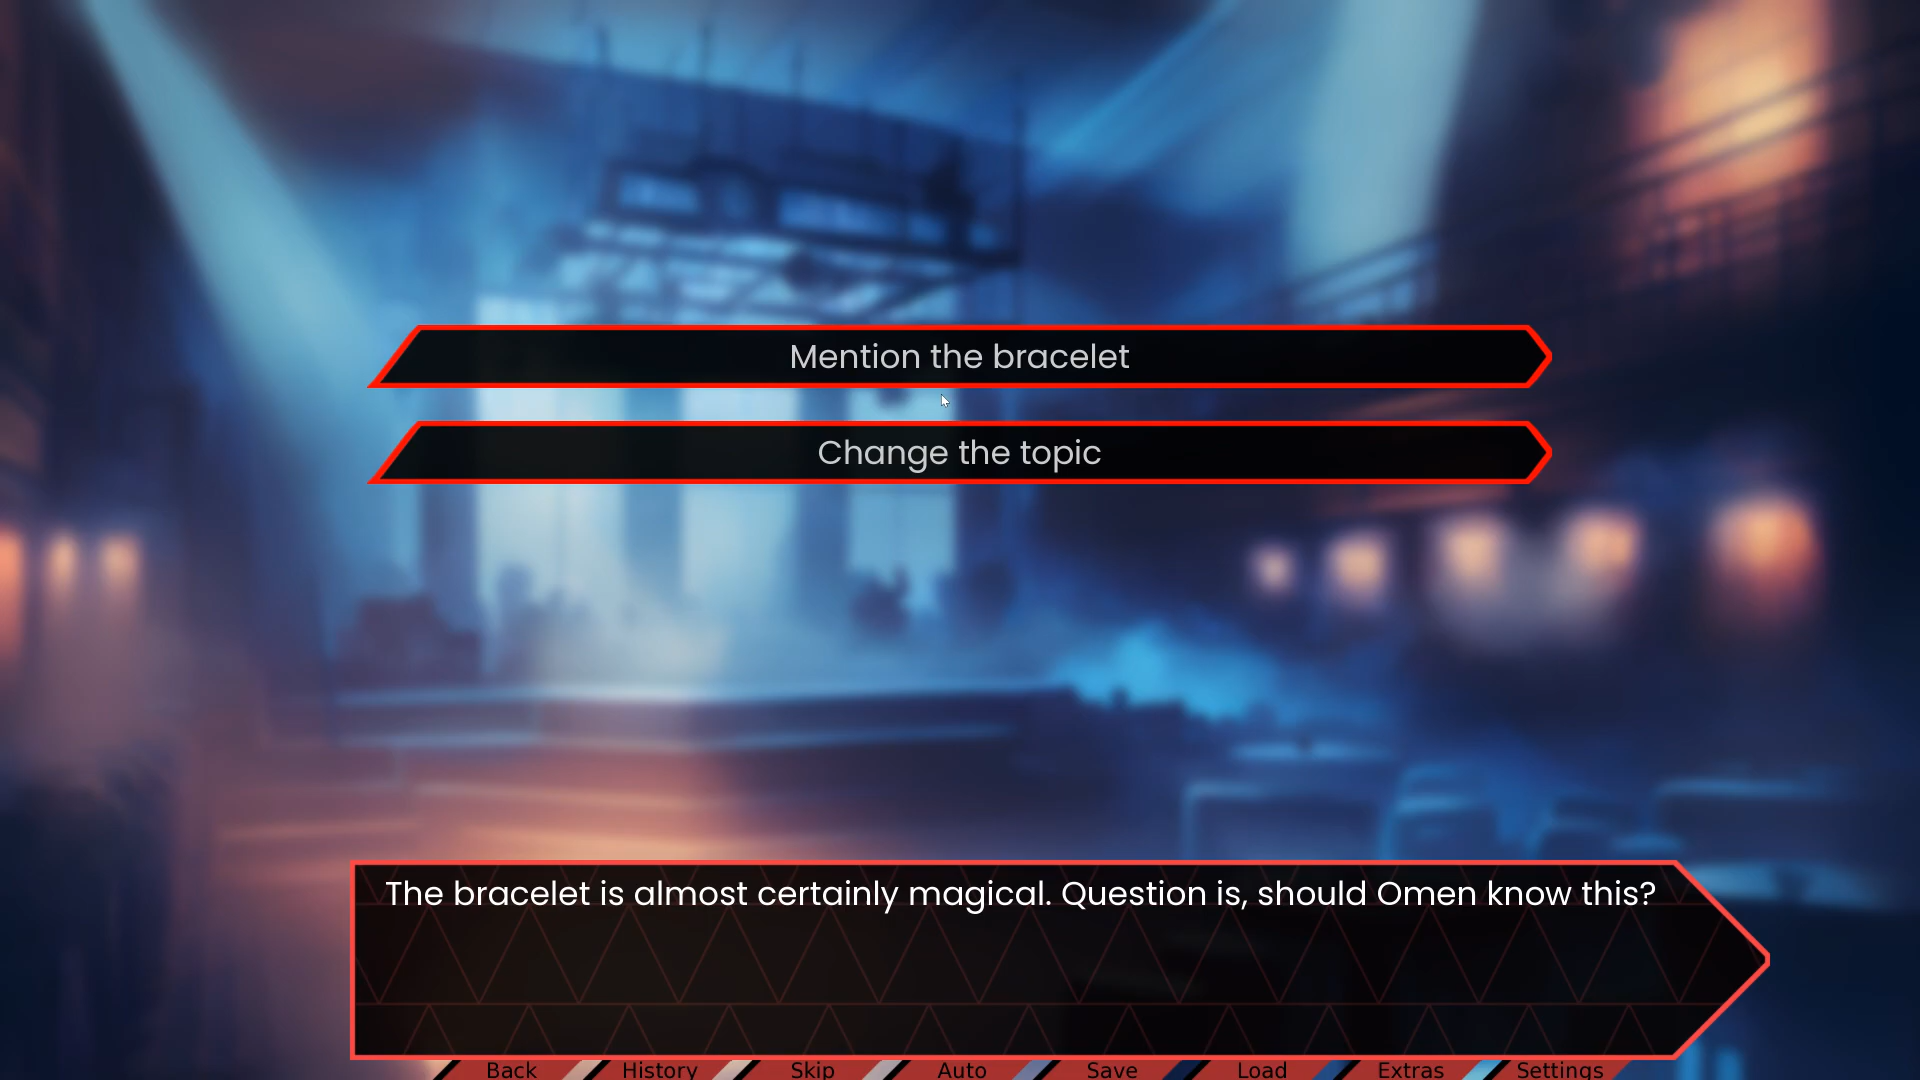 Mention the bracelet
Change the topic
The bracelet is almost certainly magical. Question is, should Omen know this?
Back History Skip Auto Save Load Extras Settings